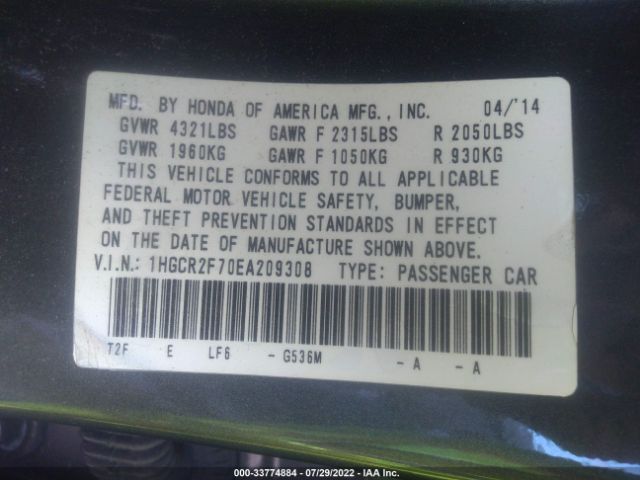 MFD. BY HONDA OF AMERICA MFG., INC. 04/'14
GVWR 4321LBS GAWR F 2315LBS R 2050LBS
GVWR 1960KG GAWR F 1050KG R 930KG
THIS VEHICLE CONFORMS TO ALL APPLICABLE
FEDERAL MOTOR VEHICLE SAFETY, BUMPER,
AND THEFT PREVENTION STANDARDS IN EFFECT
ON THE DATE OF MANUFACTURE SHOWN ABOVE.
V.I.N.: 1HGCR2F70EA209308 TYPE: PASSENGER CAR
T2F E LF6 - G536M - A - A
000-33774884 / 07/29/2022 - IAA Inc.